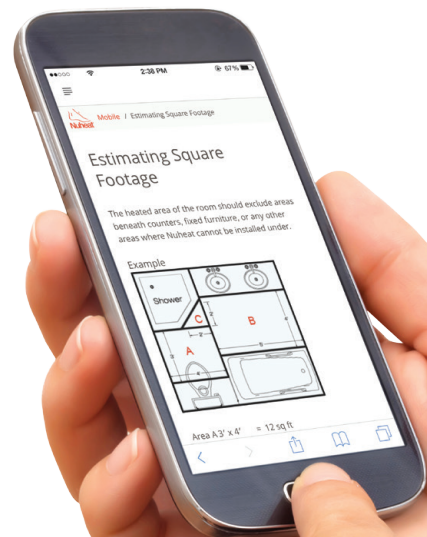 2:38 PM 67%
Nuheat Mobile / Estimating Square Footage
Estimating Square
Footage
The heated area of the room should exclude areas
beneath counters, fixed furniture, or any other
areas where Nuheat cannot be installed under.
Example
Shower
C
B
A
Area A 3' x 4' = 12 sq ft